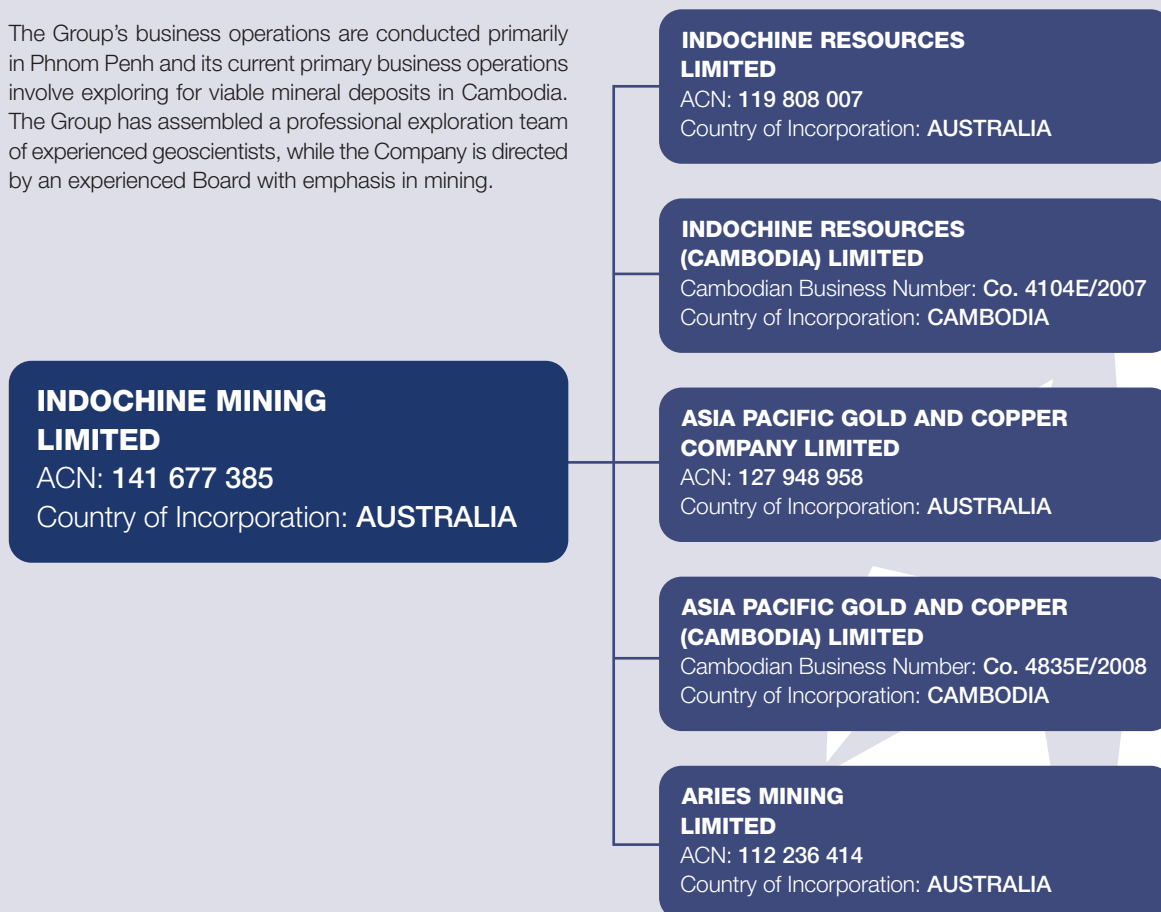 The Group’s business operations are conducted primarily
in Phnom Penh and its current primary business operations
involve exploring for viable mineral deposits in Cambodia.
The Group has assembled a professional exploration team
of experienced geoscientists, while the Company is directed
by an experienced Board with emphasis in mining.
INDOCHINE MINING
LIMITED
ACN: 141 677 385
Country of Incorporation: AUSTRALIA
INDOCHINE RESOURCES
LIMITED
ACN: 119 808 007
Country of Incorporation: AUSTRALIA
INDOCHINE RESOURCES
(CAMBODIA) LIMITED
Cambodian Business Number: Co. 4104E/2007
Country of Incorporation: CAMBODIA
ASIA PACIFIC GOLD AND COPPER
COMPANY LIMITED
ACN: 127 948 958
Country of Incorporation: AUSTRALIA
ASIA PACIFIC GOLD AND COPPER
(CAMBODIA) LIMITED
Cambodian Business Number: Co. 4835E/2008
Country of Incorporation: CAMBODIA
ARIES MINING
LIMITED
ACN: 112 236 414
Country of Incorporation: AUSTRALIA